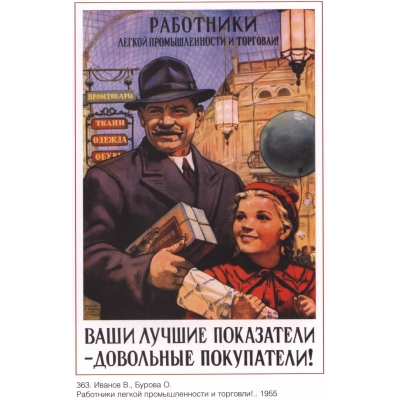 РАБОТНИКИ
ЛЕГКОЙ ПРОМЫШЛЕННОСТИ И ТОРГОВЛИ!
ПРОМТОВАРЫ
ТКАНИ
ОДЕЖДА
ОБУВЬ
ВАШИ ЛУЧШИЕ ПОКАЗАТЕЛИ
-ДОВОЛЬНЫЕ ПОКУПАТЕЛИ!
363. Иванов В., Бурова О.
Работники легкой промышленности и торговли!.. 1955